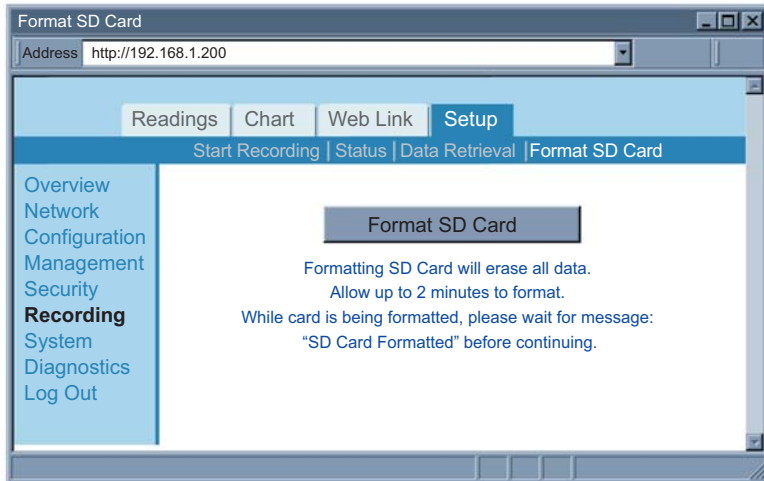 Format SD Card
Address http://192.168.1.200
Readings Chart Web Link Setup
Start Recording | Status | Data Retrieval | Format SD Card
Overview
Network
Configuration
Management
Security
Recording
System
Diagnostics
Log Out
Format SD Card
Formatting SD Card will erase all data.
Allow up to 2 minutes to format.
While card is being formatted, please wait for message:
“SD Card Formatted” before continuing.